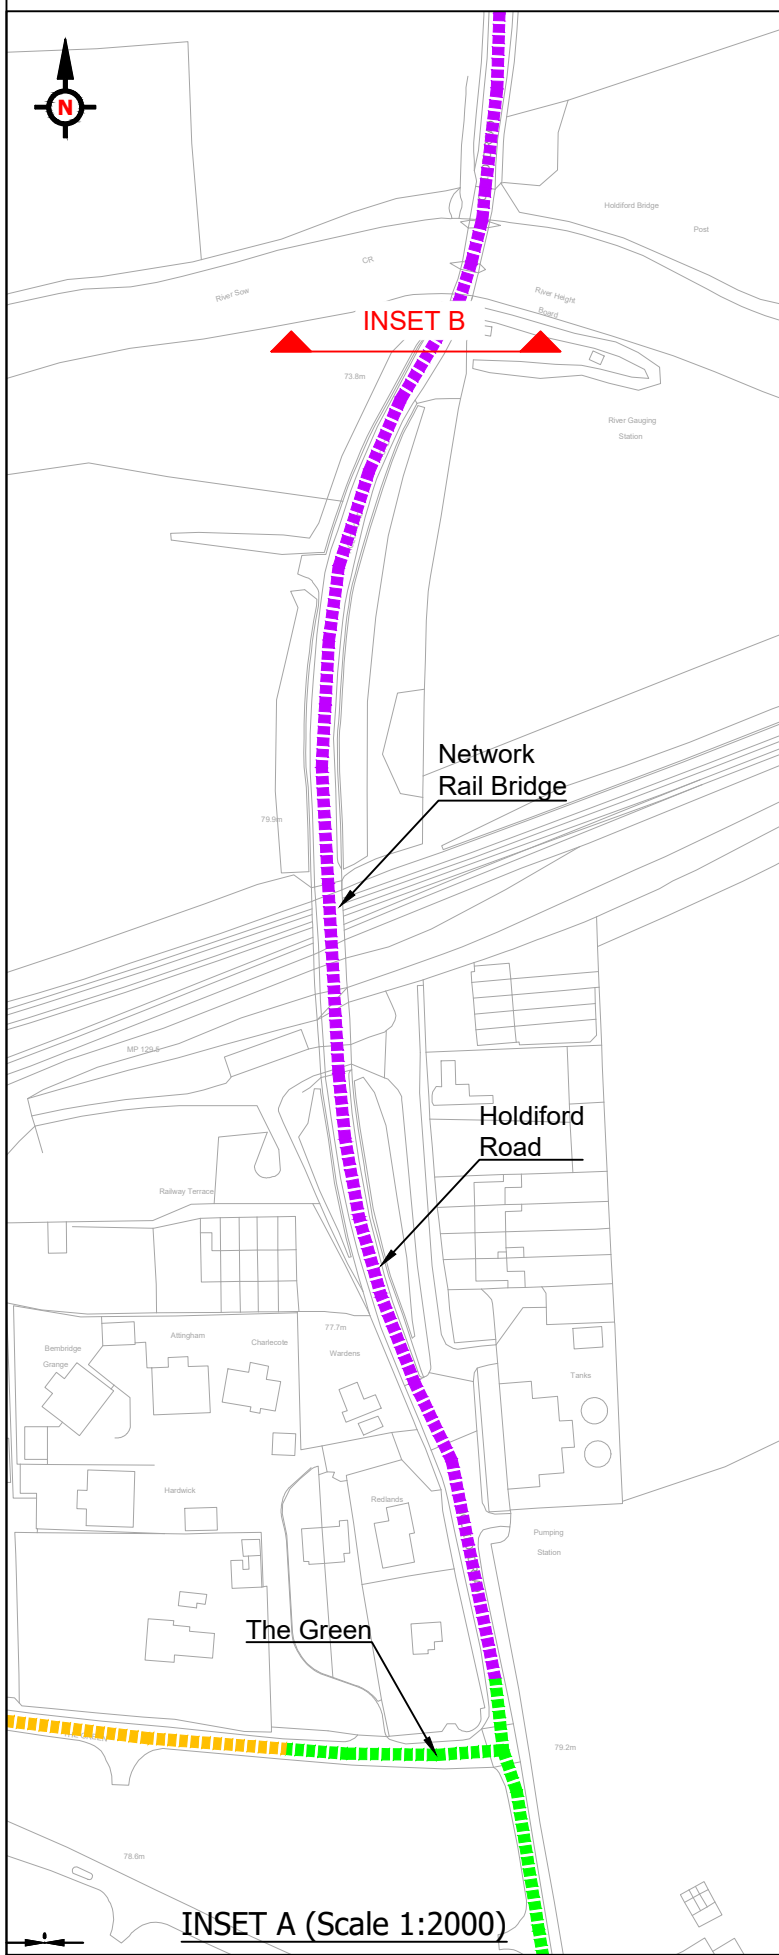 N
Holdiford Bridge
Post
CR
River Sow
River Height
Board
INSET B
73.8m
River Gauging
Station
Network
Rail Bridge
79.9m
MP 129.5
Holdiford
Road
Railway Terrace
77.7m
Attingham
Charlecote
Bembridge
Grange
Wardens
Tanks
Hardwick
Redlands
Pumping
Station
The Green
79.2m
78.6m
INSET A (Scale 1:2000)